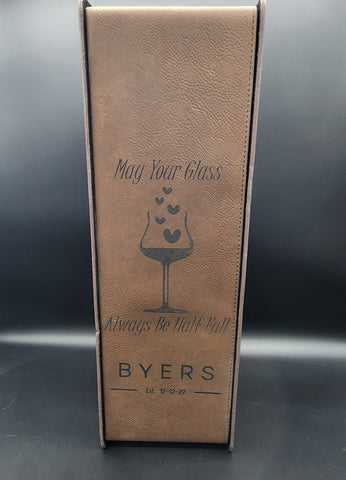 May Your Glass
Always Be Half Full
BYERS
Est. 12-12-22